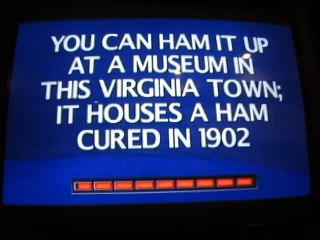 YOU CAN HAM IT UP
AT A MUSEUM IN
THIS VIRGINIA TOWN;
IT HOUSES A HAM
CURED IN 1902